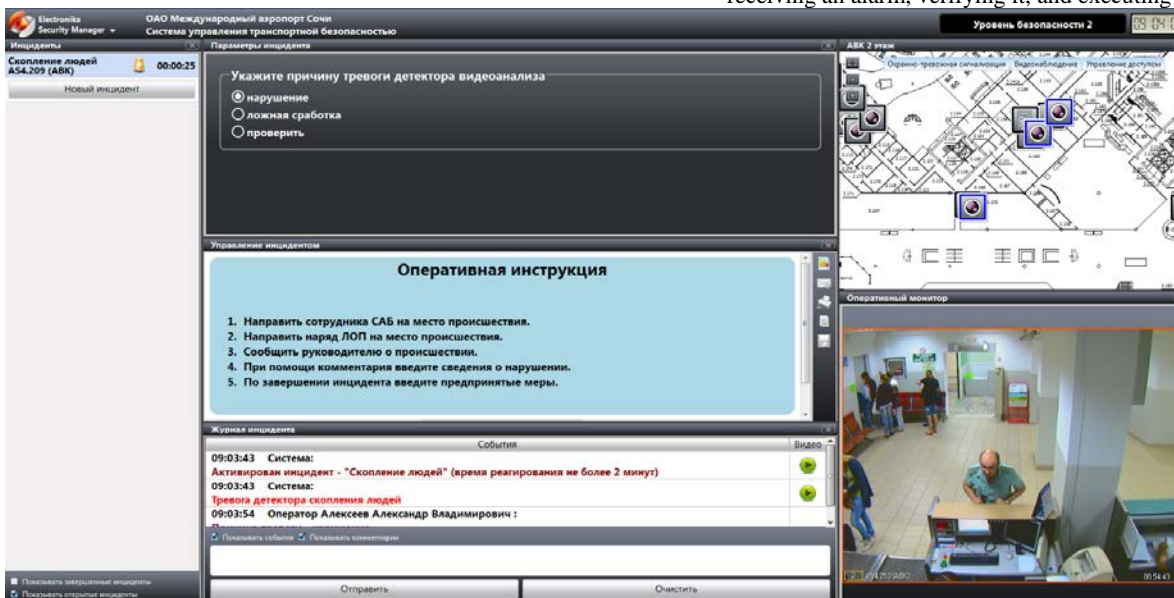 receiving an alarm, verifying it, and executing
Electronika
Security Manager
ОАО Международный аэропорт Сочи
Система управления транспортной безопасностью
Уровень безопасности 2
Инциденты
Скопление людей
AS4.209 (АВК)
00:00:25
Новый инцидент
Показывать завершенные инциденты
Показывать открытые инциденты
Параметры инцидента
Укажите причину тревоги детектора видеоанализа
нарушение
ложная сработка
проверить
Управление инцидентом
Оперативная инструкция
1. Направить сотрудника САБ на место происшествия.
2. Направить наряд ЛОП на место происшествия.
3. Сообщить руководителю о происшествии.
4. При помощи комментария введите сведения о нарушении.
5. По завершении инцидента введите предпринятые меры.
Журнал инцидента
События
Видео
09:03:43 Система:
Активирован инцидент - "Скопление людей" (время реагирования не более 2 минут)
09:03:43 Система:
Тревога детектора скопления людей
09:03:54 Оператор Алексеев Александр Владимирович :
Показывать события
Показывать комментарии
Отправить
Очистить
АВК 2 этаж
Охранно-тревожная сигнализация
Видеонаблюдение
Управление доступом
Оперативный монитор
00:54:43